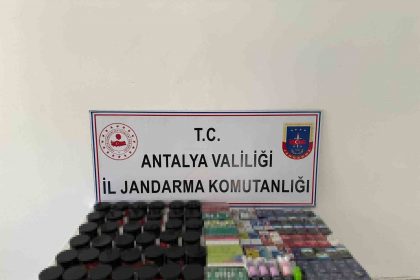 T.C.
ANTALYA VALİLİĞİ
İL JANDARMA KOMUTANLIĞI